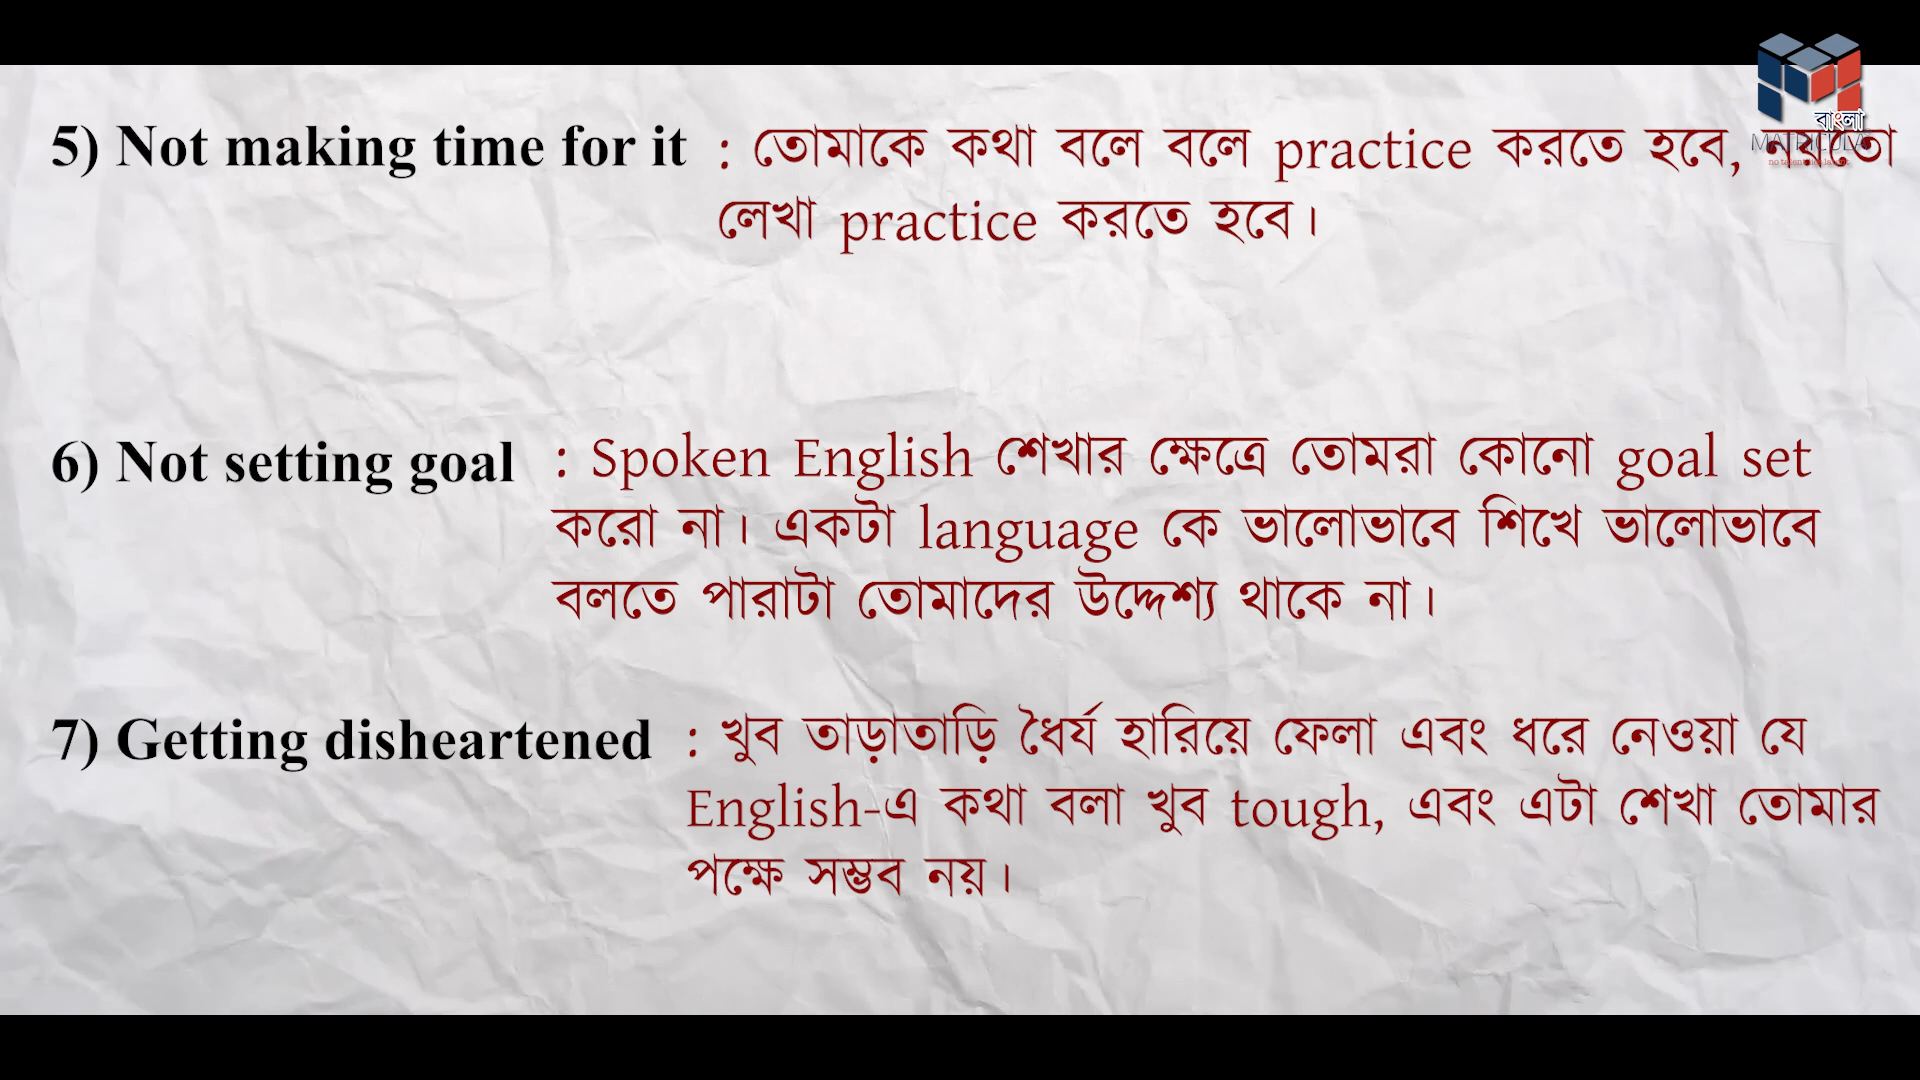 বাংলা
MATRICULA
5) Not making time for it : তোমাকে কথা বলে বলে practice করতে হবে, নয়তো
লেখা practice করতে হবে।
6) Not setting goal : Spoken English শেখার ক্ষেত্রে তোমরা কোনো goal set
করো না। একটা language কে ভালোভাবে শিখে ভালোভাবে
বলতে পারাটা তোমাদের উদ্দেশ্য থাকে না।
7) Getting disheartened : খুব তাড়াতাড়ি ধৈর্য হারিয়ে ফেলা এবং ধরে নেওয়া যে
English-এ কথা বলা খুব tough, এবং এটা শেখা তোমার
পক্ষে সম্ভব নয়।